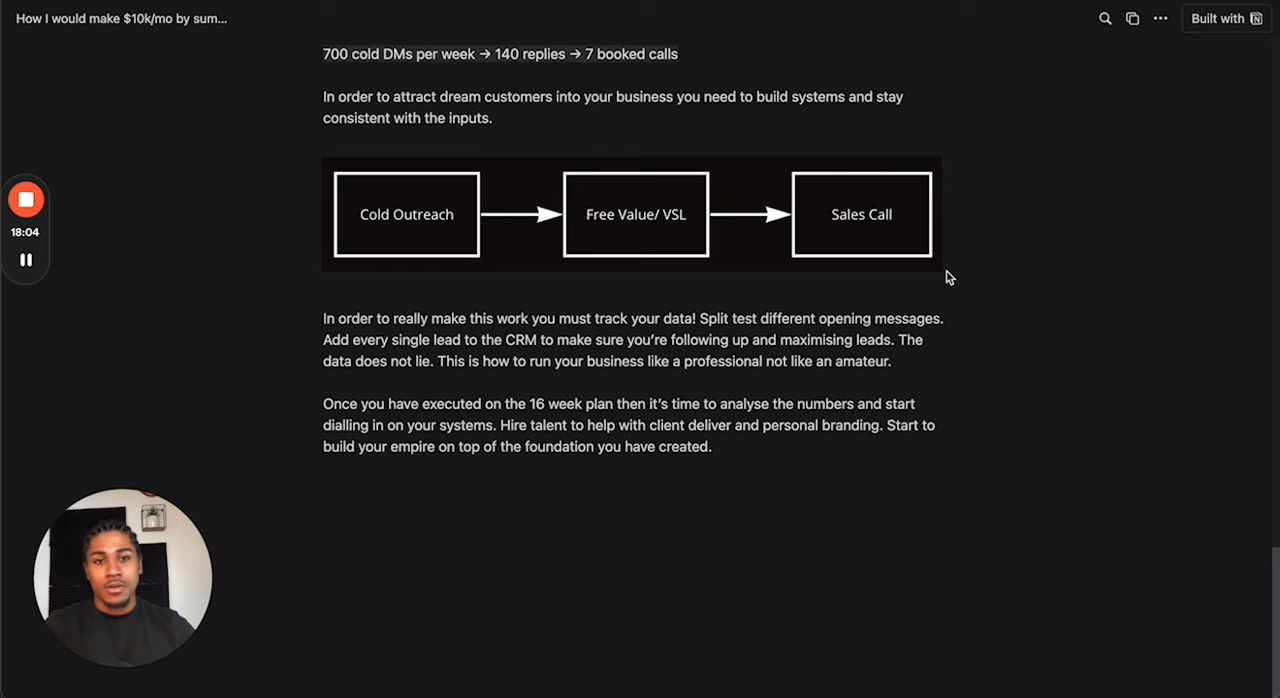 How I would make $10k/mo by sum...
Built with
700 cold DMs per week → 140 replies → 7 booked calls
In order to attract dream customers into your business you need to build systems and stay
consistent with the inputs.
Cold Outreach
Free Value/ VSL
Sales Call
18:04
In order to really make this work you must track your data! Split test different opening messages.
Add every single lead to the CRM to make sure you're following up and maximising leads. The
data does not lie. This is how to run your business like a professional not like an amateur.
Once you have executed on the 16 week plan then it's time to analyse the numbers and start
dialling in on your systems. Hire talent to help with client deliver and personal branding. Start to
build your empire on top of the foundation you have created.